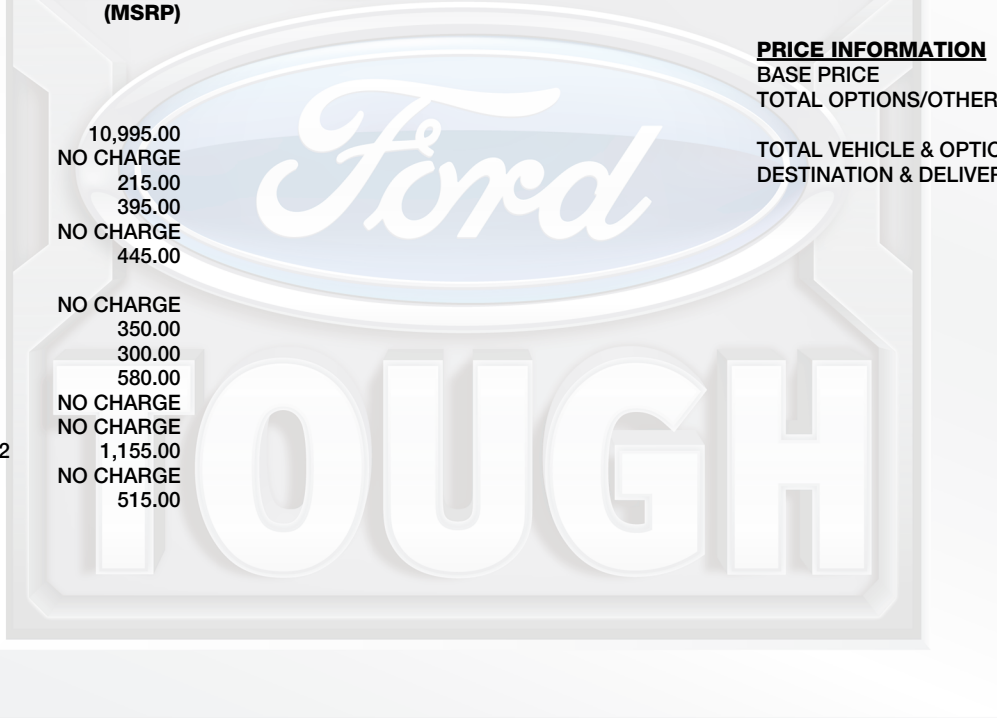 (MSRP)
10,995.00
NO CHARGE
215.00
395.00
NO CHARGE
445.00
NO CHARGE
350.00
300.00
580.00
NO CHARGE
NO CHARGE
2 1,155.00
NO CHARGE
515.00
PRICE INFORMATION
BASE PRICE
TOTAL OPTIONS/OTHER
TOTAL VEHICLE & OPTIO
DESTINATION & DELIVER
Ford
TOUGH